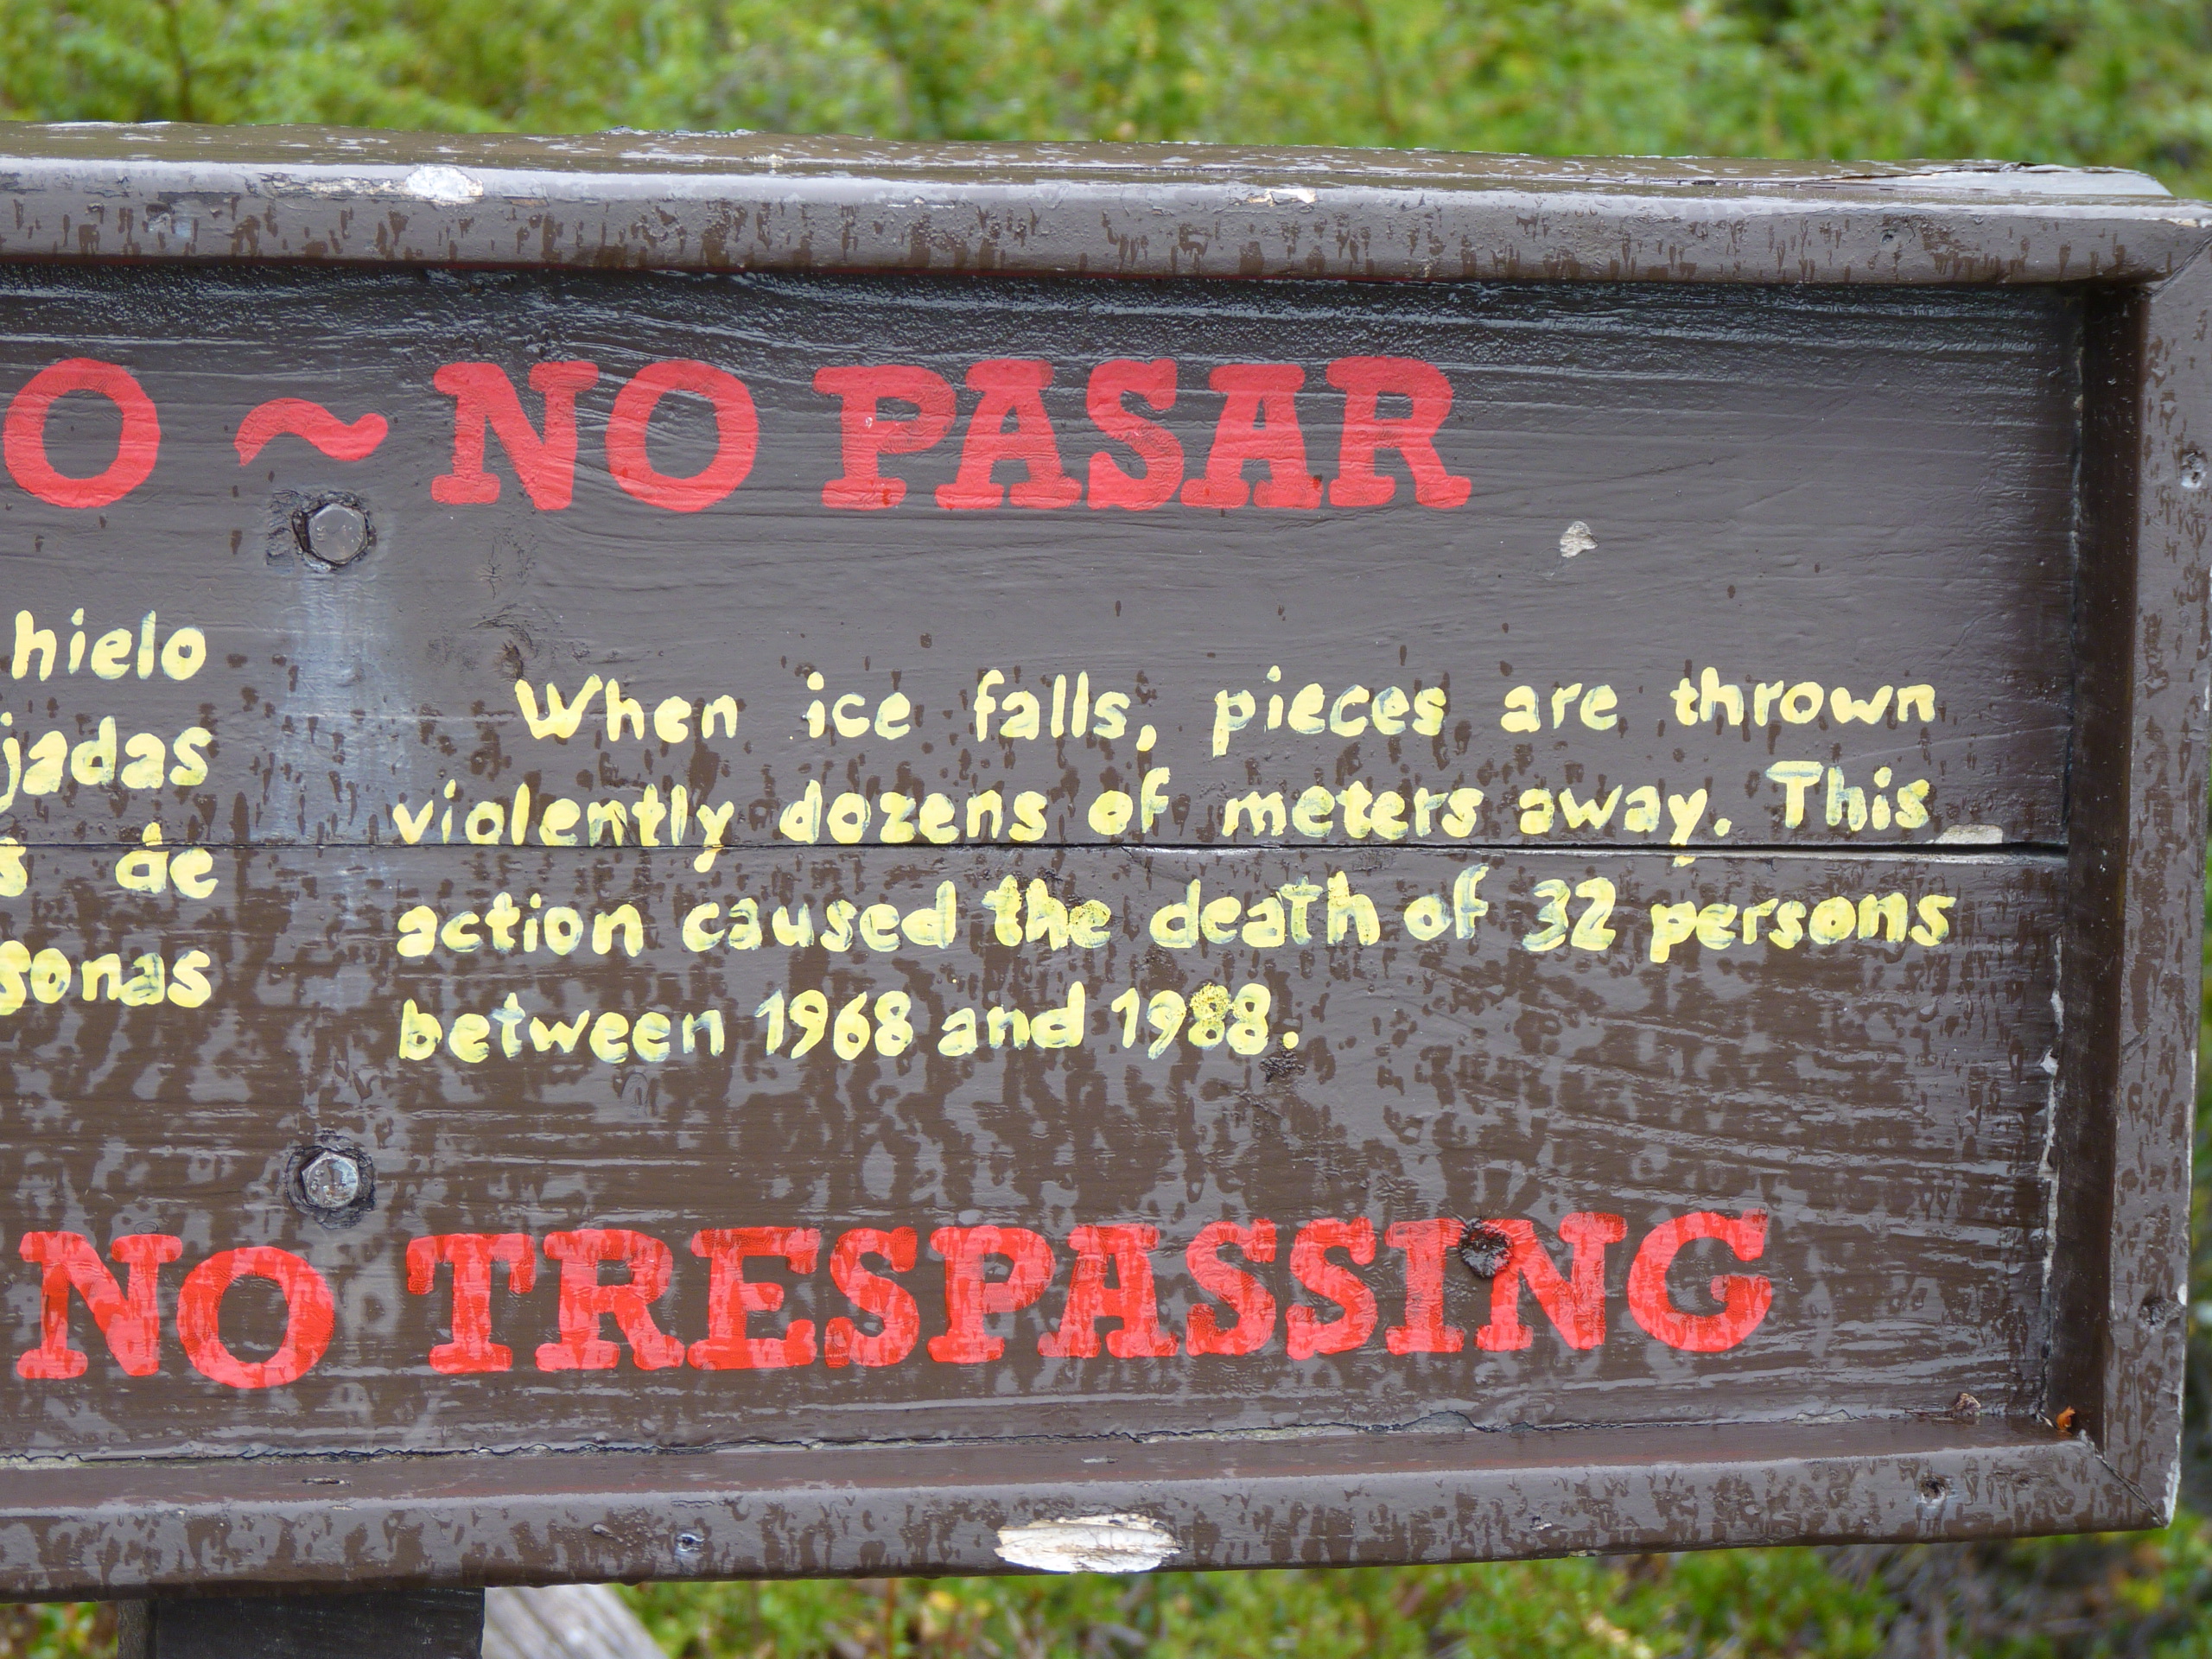 O ~ NO PASAR
hielo
jadas
s de
sonas
When ice falls, pieces are thrown
violently dozens of meters away. This
action caused the death of 32 persons
between 1968 and 1988.
NO TRESPASSING